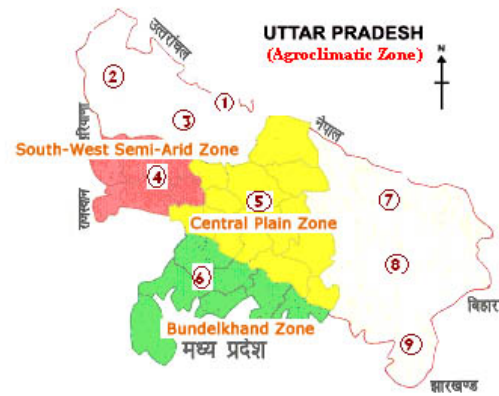 UTTAR PRADESH
(Agroclimatic Zone)
N
उत्तरांचल
2
1
3
हरियाणा
नेपाल
South-West Semi-Arid Zone
4
राजस्थान
5
7
Central Plain Zone
8
6
बिहार
Bundelkhand Zone
मध्य प्रदेश
9
झारखण्ड